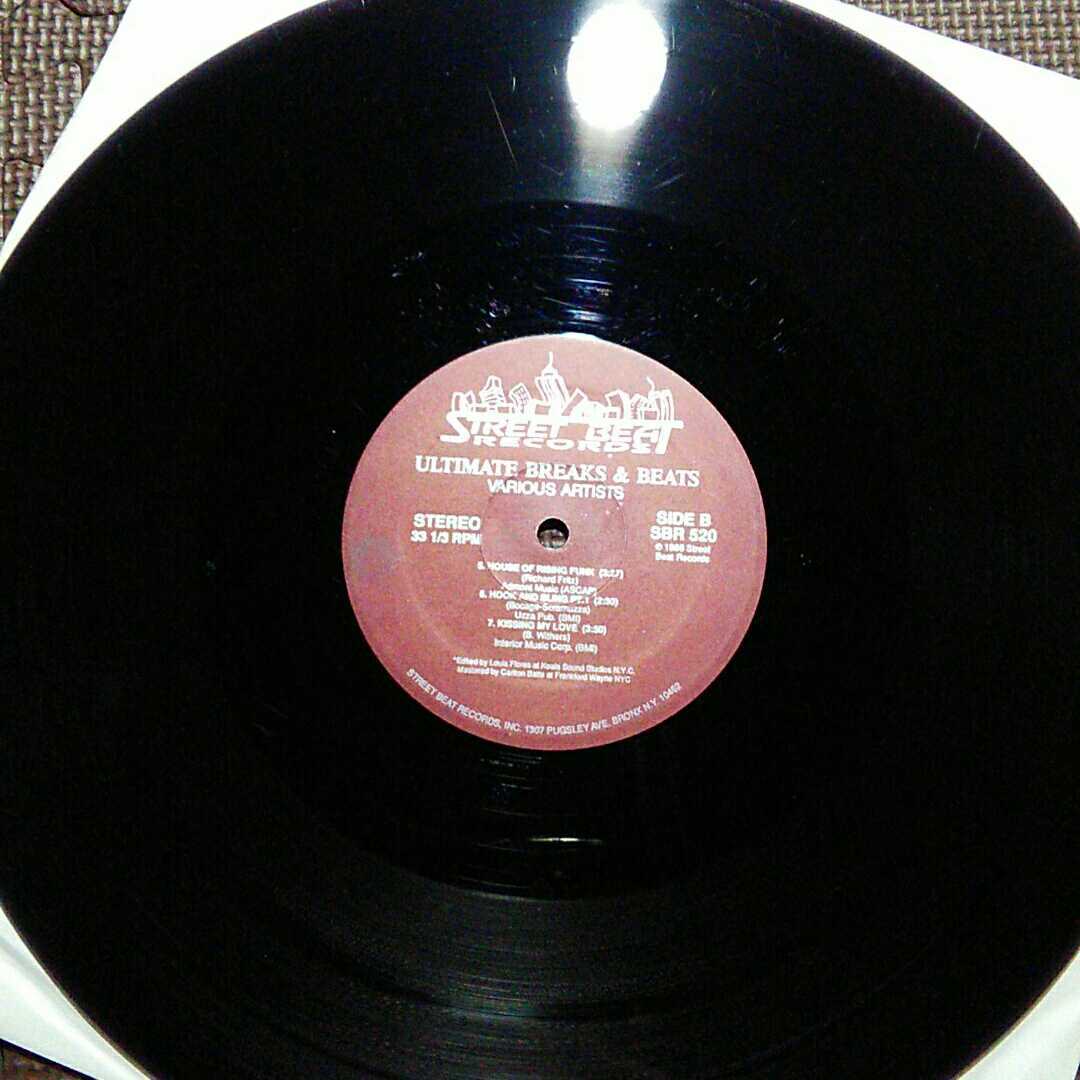 STREET BEAT
RECORDS
ULTIMATE BREAKS & BEATS
VARIOUS ARTISTS
STEREO
33 1/3 RPM
SIDE B
SBR 520
© 1986 Street
Beat Records
5. HOUSE OF RISING FUNK (3:27)
(Richard Fritz)
Admont Music (ASCAP)
6. HOOK AND SLING PT.1 (2:30)
(Bocage-Scramuzza)
Uzza Pub. (BMI)
7. KISSING MY LOVE (3:50)
(B. Withers)
Interior Music Corp. (BMI)
*Edited by Louis Flores at Keals Sound Studios N.Y.C.
Mastered by Carlton Batts at Frankford Wayne NYC
STREET BEAT RECORDS, INC. 1307 PUGSLEY AVE. BRONX N.Y. 10462